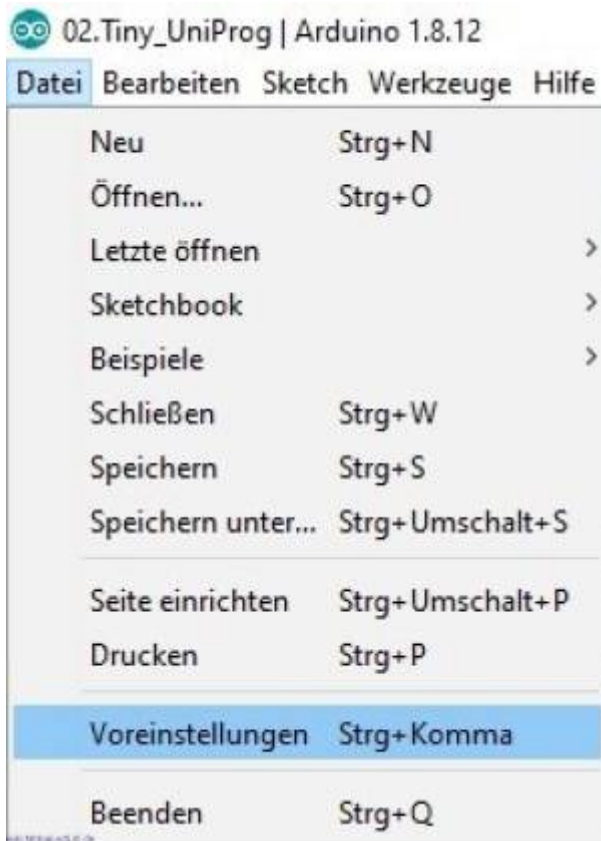 02.Tiny_UniProg | Arduino 1.8.12
Datei Bearbeiten Sketch Werkzeuge Hilfe
Neu Strg+N
Öffnen... Strg+O
Letzte öffnen
Sketchbook
Beispiele
Schließen Strg+W
Speichern Strg+S
Speichern unter... Strg+Umschalt+S
Seite einrichten Strg+Umschalt+P
Drucken Strg+P
Voreinstellungen Strg+Komma
Beenden Strg+Q